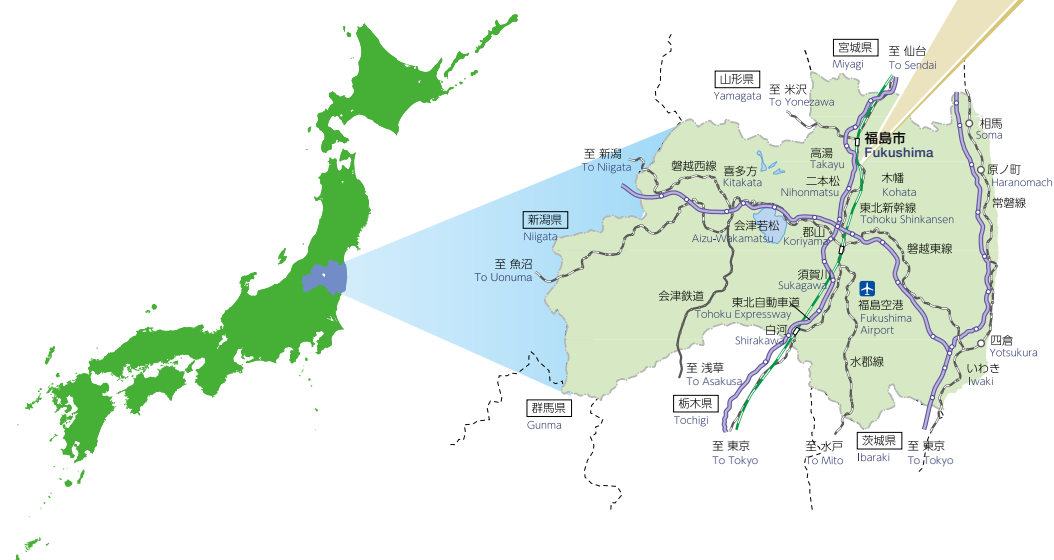 宮城県
Miyagi
至 仙台
To Sendai
山形県
Yamagata
至 米沢
To Yonezawa
福島市
Fukushima
相馬
Soma
至 新潟
To Niigata
磐越西線
喜多方
Kitakata
高湯
Takayu
二本松
Nihonmatsu
木幡
Kohata
原ノ町
Haranomach
常磐線
新潟県
Niigata
会津若松
Aizu-Wakamatsu
郡山
Koriyama
東北新幹線
Tohoku Shinkansen
磐越東線
至 魚沼
To Uonuma
須賀川
Sukagawa
会津鉄道
東北自動車道
Tohoku Expressway
福島空港
Fukushima
Airport
白河
Shirakawa
四倉
Yotsukura
水郡線
いわき
Iwaki
至 浅草
To Asakusa
群馬県
Gunma
栃木県
Tochigi
至 東京
To Tokyo
至 水戸
To Mito
茨城県
Ibaraki
至 東京
To Tokyo